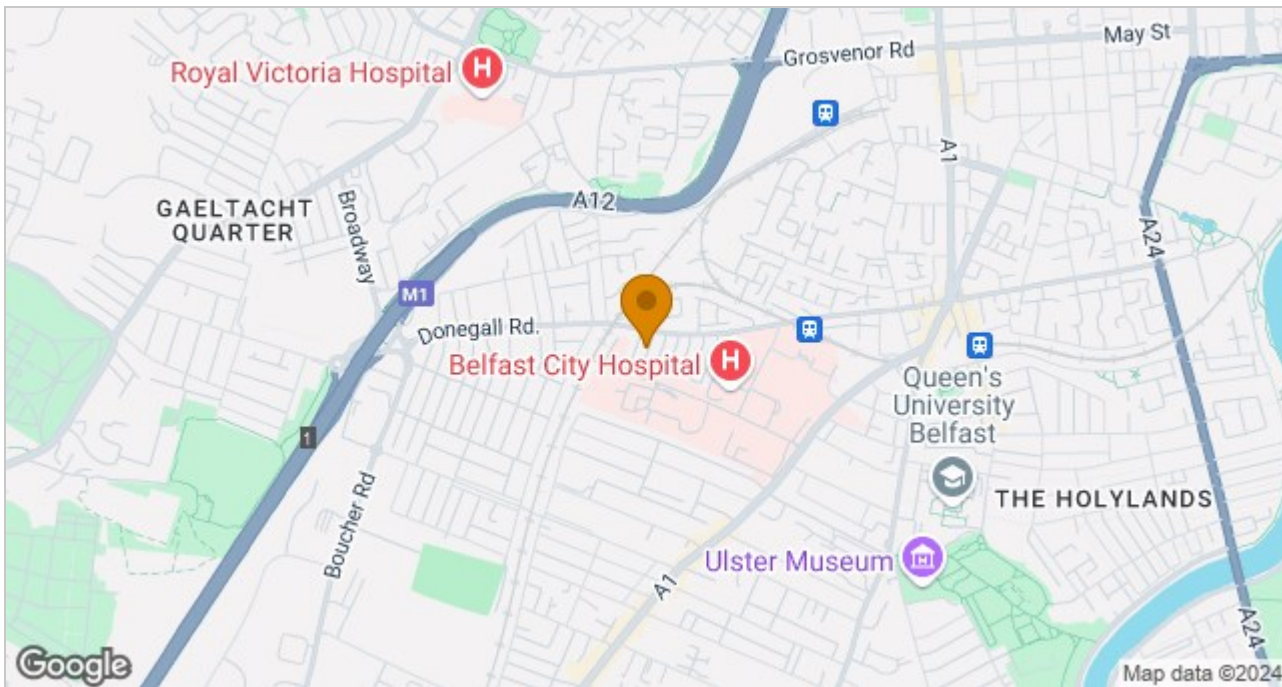 May St
Grosvenor Rd
Royal Victoria Hospital
H
A1
A12
GAELTACHT
QUARTER
Broadway
A24
M1
Donegall Rd.
Belfast City Hospital
H
Queen's
University
Belfast
1
THE HOLYLANDS
Boucher Rd
Ulster Museum
A1
A24
Google
Map data ©2024